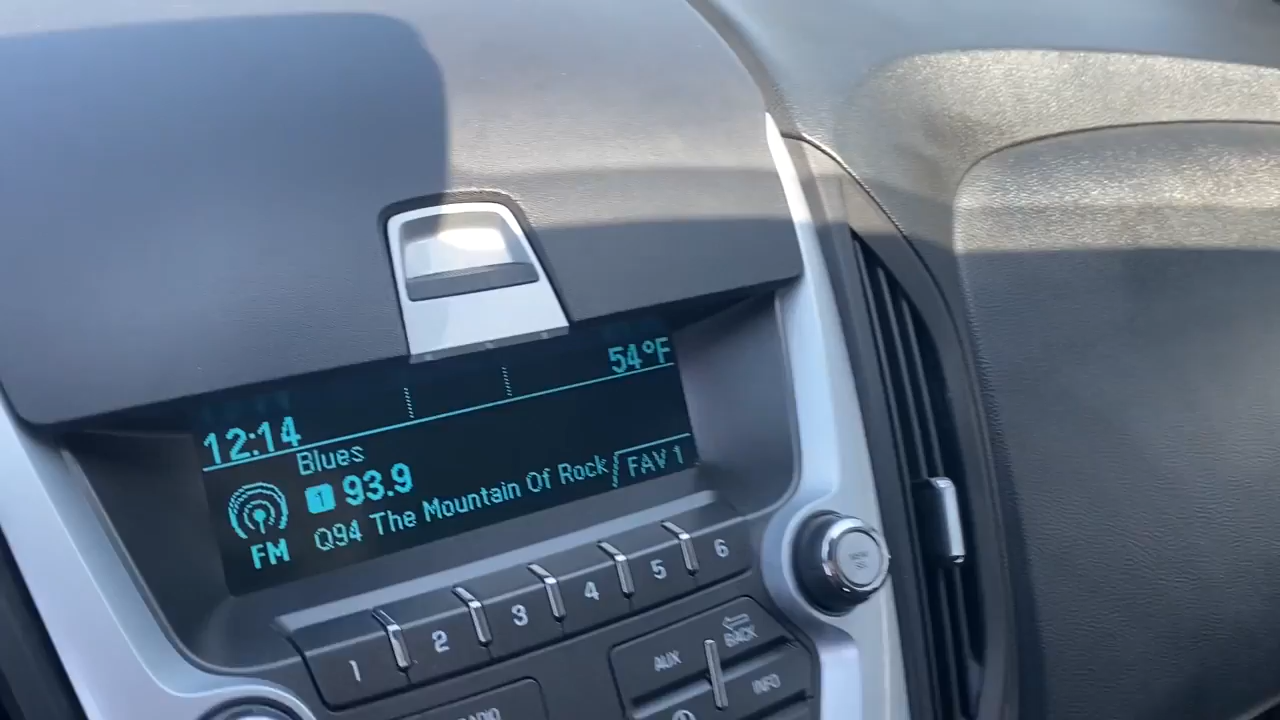 54°F
12:14
Blues
1 93.9
FM
Q94 The Mountain Of Rock
FAV 1
1 2 3 4 5 6
AUX
BACK
INFO
RADIO